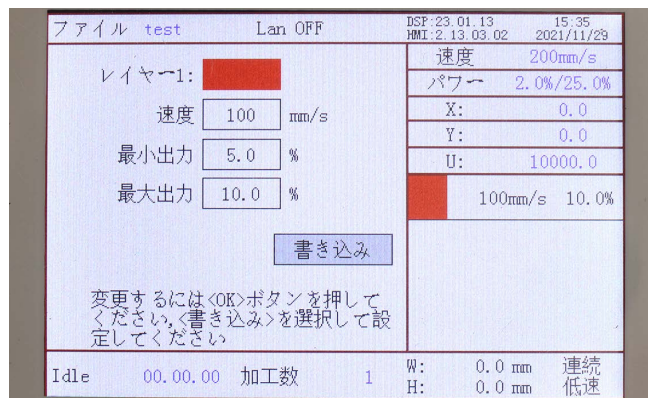 ファイル test Lan OFF
DSP:23.01.13 15:35
HMI:2.13.03.02 2021/11/29
レイヤー1:
速度 100 mm/s
最小出力 5.0 %
最大出力 10.0 %
書き込み
変更するには<OK>ボタンを押して
ください,<書き込み>を選択して設
定してください
速度 200mm/s
パワー 2.0%/25.0%
X: 0.0
Y: 0.0
U: 10000.0
100mm/s 10.0%
Idle 00.00.00 加工数 1
W: 0.0 mm 連続
H: 0.0 mm 低速